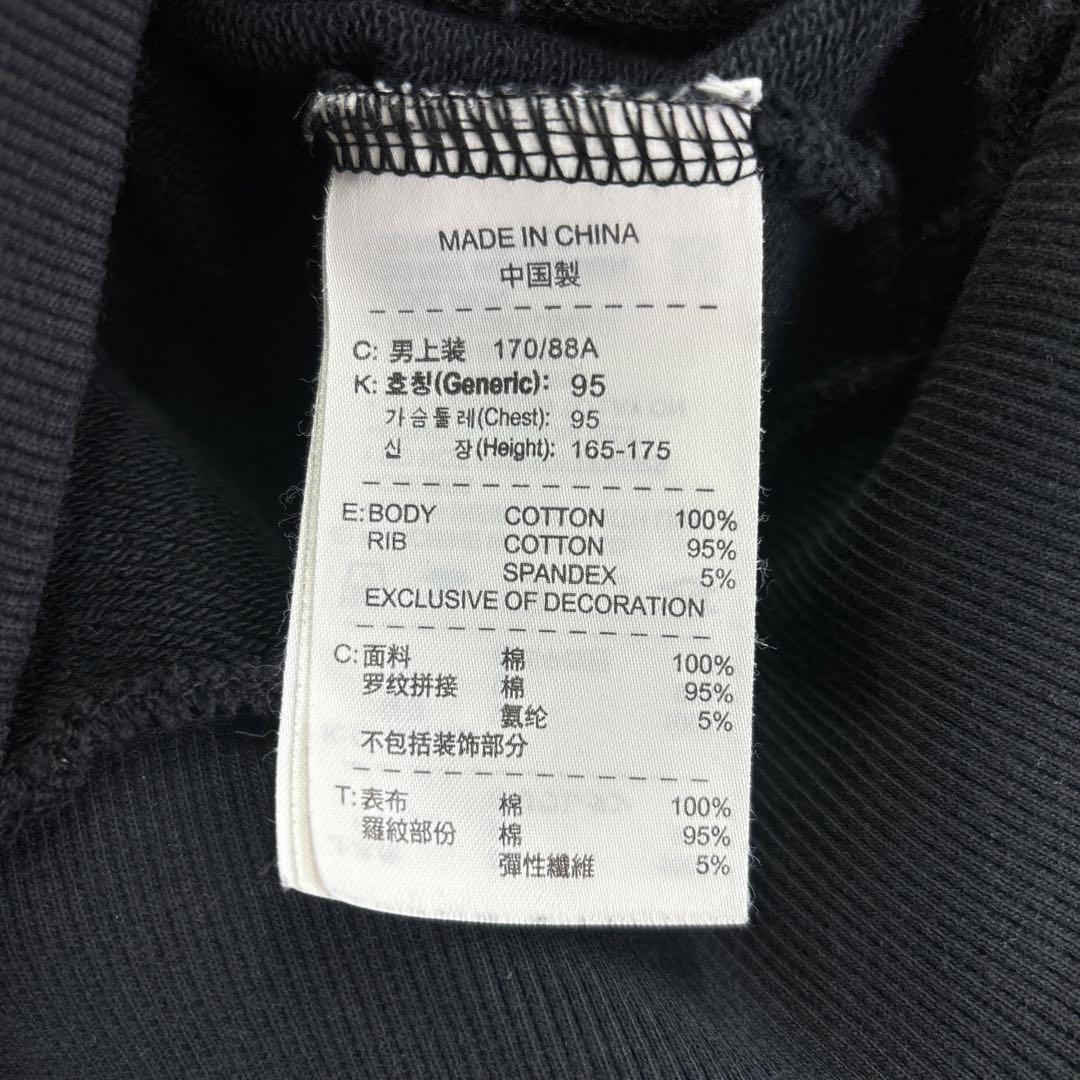 MADE IN CHINA
中国製
C: 男上装 170/88A
K: 호칭(Generic): 95
가슴둘레(Chest): 95
신 장(Height): 165-175
E: BODY COTTON 100%
RIB COTTON 95%
SPANDEX 5%
EXCLUSIVE OF DECORATION
C: 面料 棉 100%
罗纹拼接 棉 95%
氨纶 5%
不包括装饰部分
T: 表布 棉 100%
羅紋部份 棉 95%
彈性纖維 5%